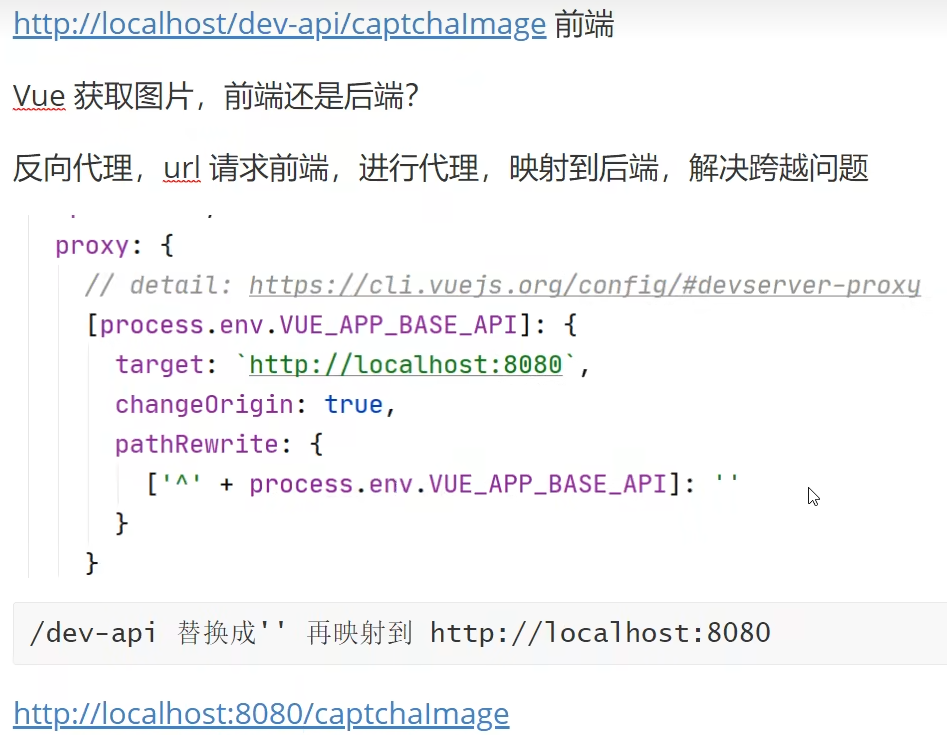 http://localhost/dev-api/captchaImage 前端
Vue 获取图片，前端还是后端？
反向代理，url 请求前端，进行代理，映射到后端，解决跨越问题
proxy: {
// detail: https://cli.vuejs.org/config/#devserver-proxy
[process.env.VUE_APP_BASE_API]: {
target: `http://localhost:8080`,
changeOrigin: true,
pathRewrite: {
['^' + process.env.VUE_APP_BASE_API]: ''
}
}
/dev-api 替换成'' 再映射到 http://localhost:8080
http://localhost:8080/captchaImage